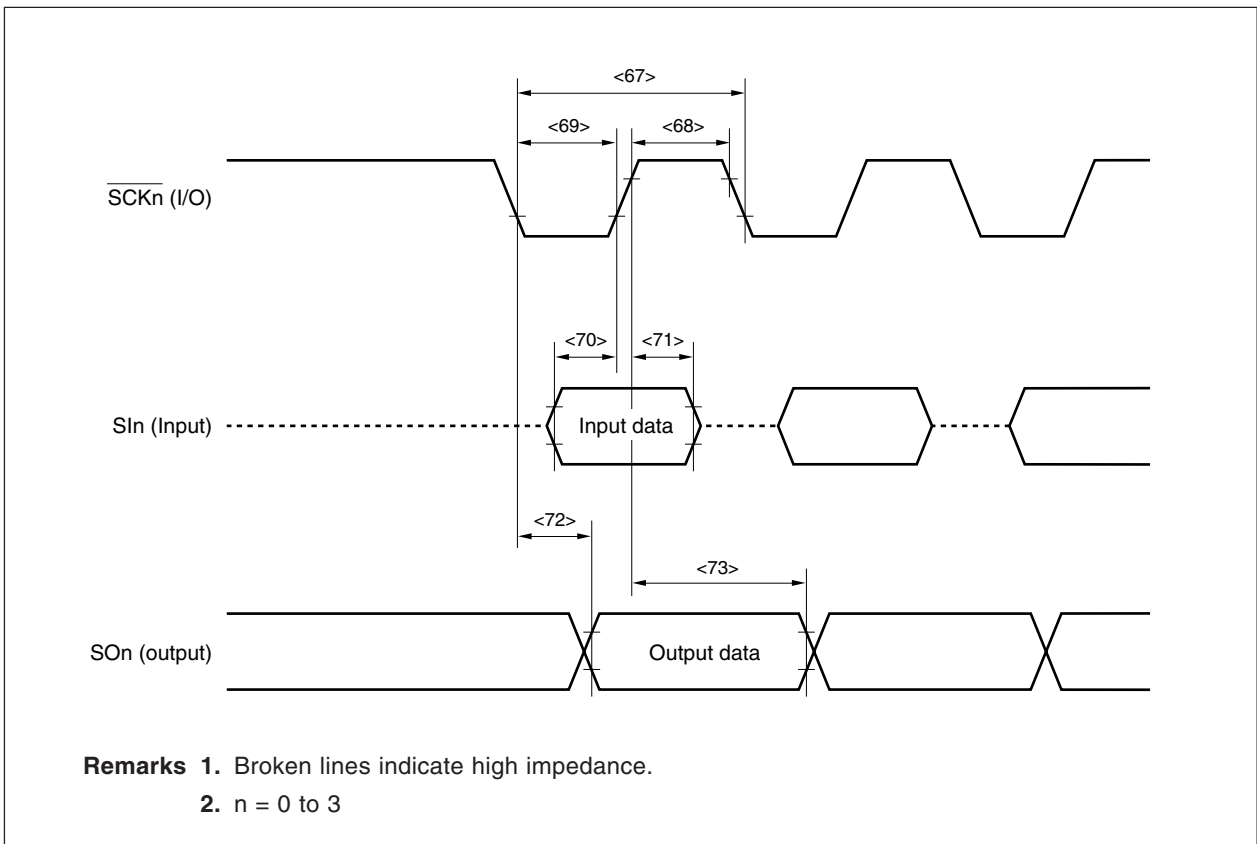 <67>
<69> <68>
SCKn (I/O)
<70> <71>
SIn (Input)
Input data
<72>
<73>
SOn (output)
Output data
Remarks 1. Broken lines indicate high impedance.
2. n = 0 to 3